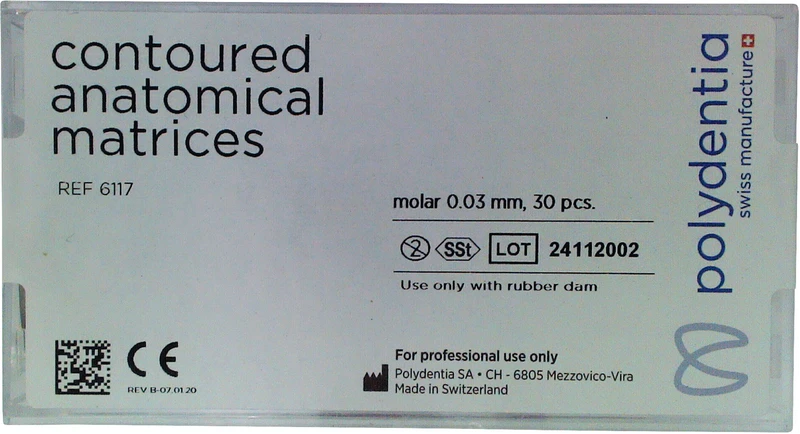 contoured
anatomical
matrices
REF 6117
molar 0.03 mm, 30 pcs.
2 SSt LOT 24112002
Use only with rubber dam
CE
REV B-07.01.20
For professional use only
Polydentia SA • CH - 6805 Mezzovico-Vira
Made in Switzerland
polydentia
swiss manufacture